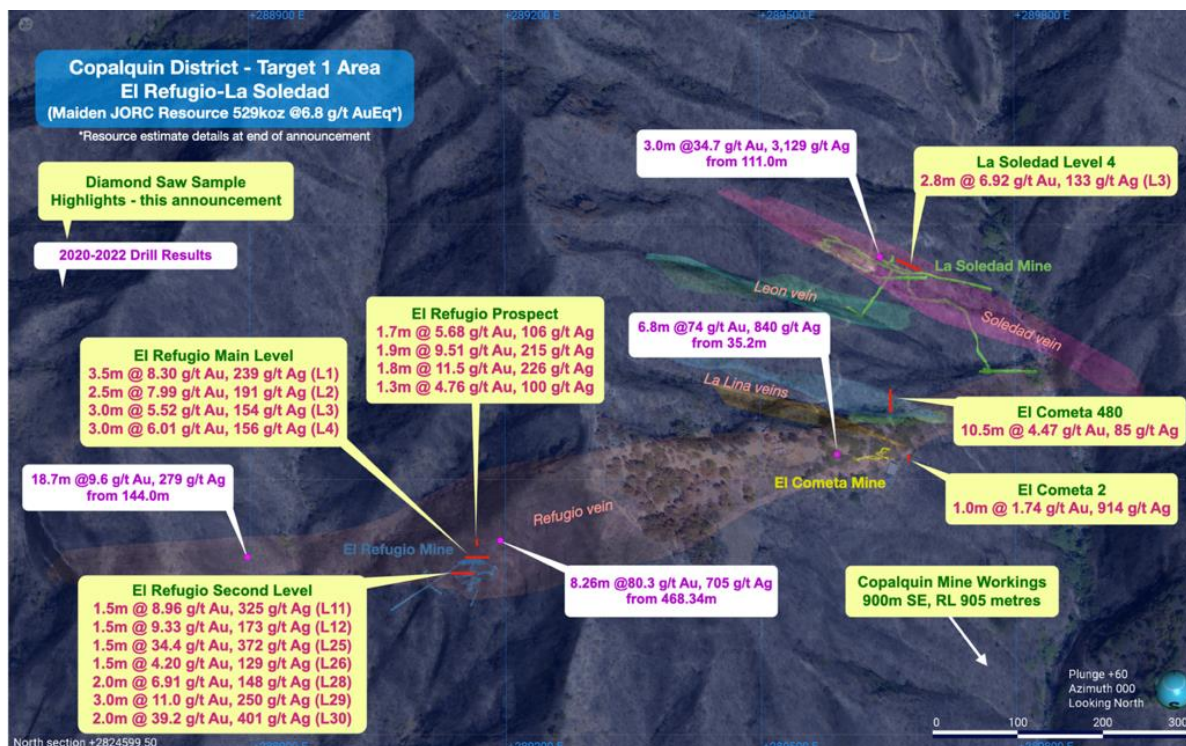 +288900 E
+289200 E
+289500 E
+289800 E
Copalquin District - Target 1 Area
El Refugio-La Soledad
(Maiden JORC Resource 529koz @6.8 g/t AuEq*)
*Resource estimate details at end of announcement
Diamond Saw Sample
Highlights - this announcement
2020-2022 Drill Results
3.0m @34.7 g/t Au, 3,129 g/t Ag
from 111.0m
La Soledad Level 4
2.8m @ 6.92 g/t Au, 133 g/t Ag (L3)
La Soledad Mine
Leon vein
Soledad vein
El Refugio Prospect
1.7m @ 5.68 g/t Au, 106 g/t Ag
1.9m @ 9.51 g/t Au, 215 g/t Ag
1.8m @ 11.5 g/t Au, 226 g/t Ag
1.3m @ 4.76 g/t Au, 100 g/t Ag
6.8m @74 g/t Au, 840 g/t Ag
from 35.2m
El Refugio Main Level
3.5m @ 8.30 g/t Au, 239 g/t Ag (L1)
2.5m @ 7.99 g/t Au, 191 g/t Ag (L2)
3.0m @ 5.52 g/t Au, 154 g/t Ag (L3)
3.0m @ 6.01 g/t Au, 156 g/t Ag (L4)
La Lina veins
El Cometa 480
10.5m @ 4.47 g/t Au, 85 g/t Ag
18.7m @9.6 g/t Au, 279 g/t Ag
from 144.0m
El Cometa Mine
El Cometa 2
1.0m @ 1.74 g/t Au, 914 g/t Ag
Refugio vein
El Refugio Mine
8.26m @80.3 g/t Au, 705 g/t Ag
from 468.34m
El Refugio Second Level
1.5m @ 8.96 g/t Au, 325 g/t Ag (L11)
1.5m @ 9.33 g/t Au, 173 g/t Ag (L12)
1.5m @ 34.4 g/t Au, 372 g/t Ag (L25)
1.5m @ 4.20 g/t Au, 129 g/t Ag (L26)
2.0m @ 6.91 g/t Au, 148 g/t Ag (L28)
3.0m @ 11.0 g/t Au, 250 g/t Ag (L29)
2.0m @ 39.2 g/t Au, 401 g/t Ag (L30)
Copalquin Mine Workings
900m SE, RL 905 metres
Plunge +60
Azimuth 000
Looking North
0 100 200 300
North section +2824599.50
+289200 E
+289500 E